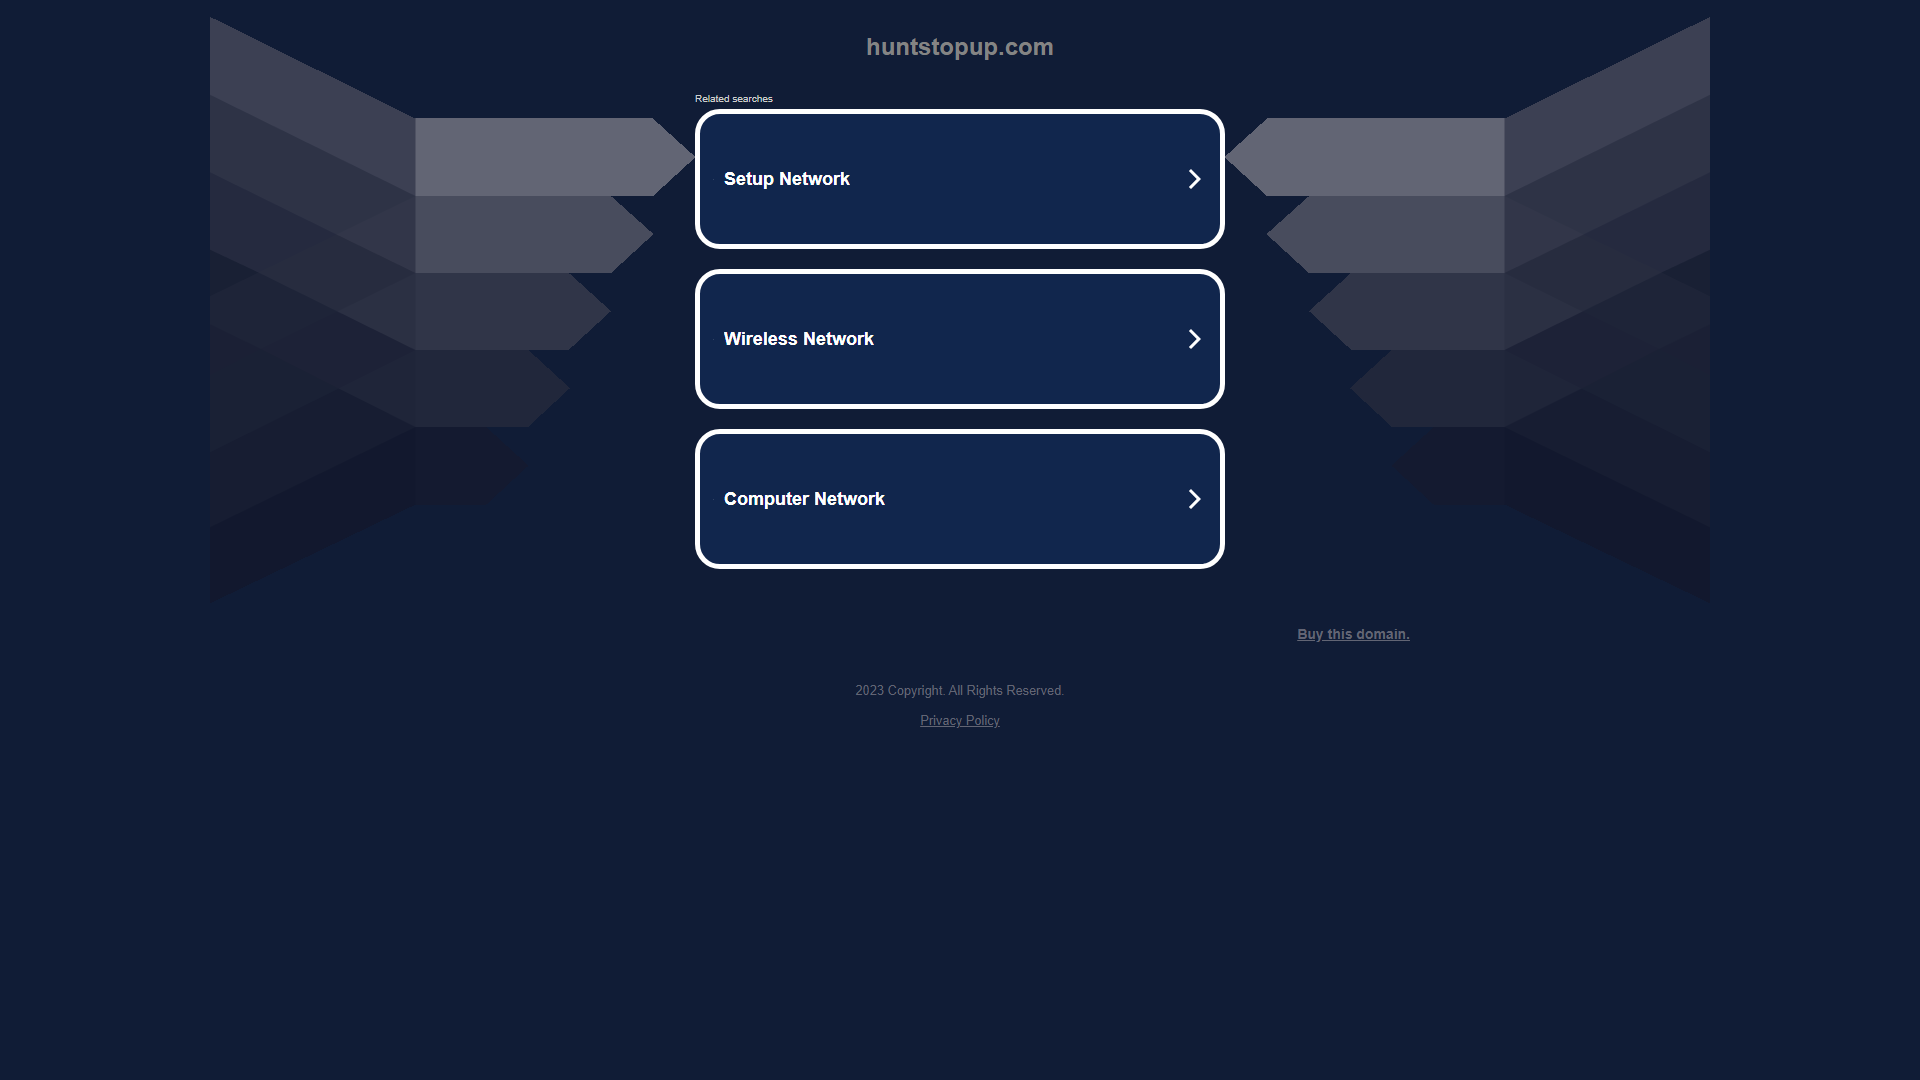 huntstopup.com
Related searches
Setup Network
Wireless Network
Computer Network
Buy this domain.
2023 Copyright. All Rights Reserved.
Privacy Policy